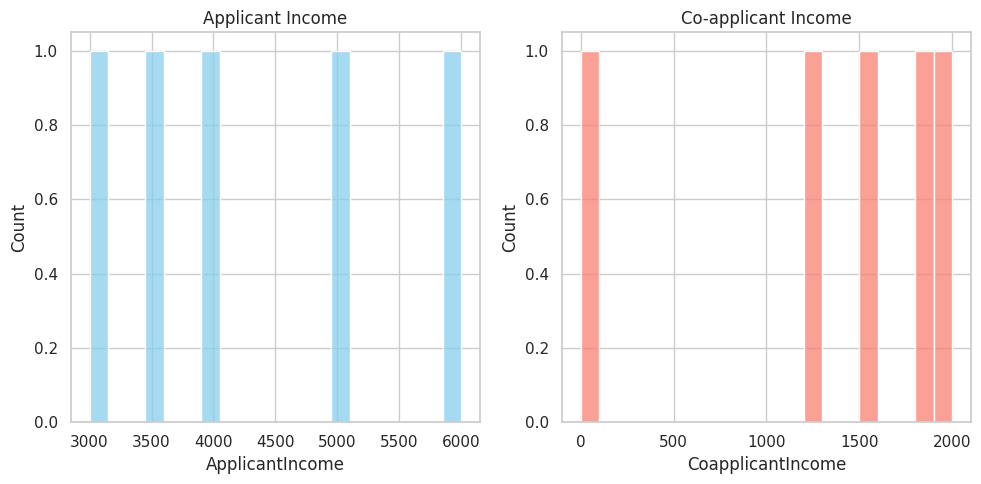 Applicant Income
Co-applicant Income
1.0
0.8
0.6
0.4
0.2
0.0
Count
3000 3500 4000 4500 5000 5500 6000
ApplicantIncome
1.0
0.8
0.6
0.4
0.2
0.0
Count
0 500 1000 1500 2000
CoapplicantIncome